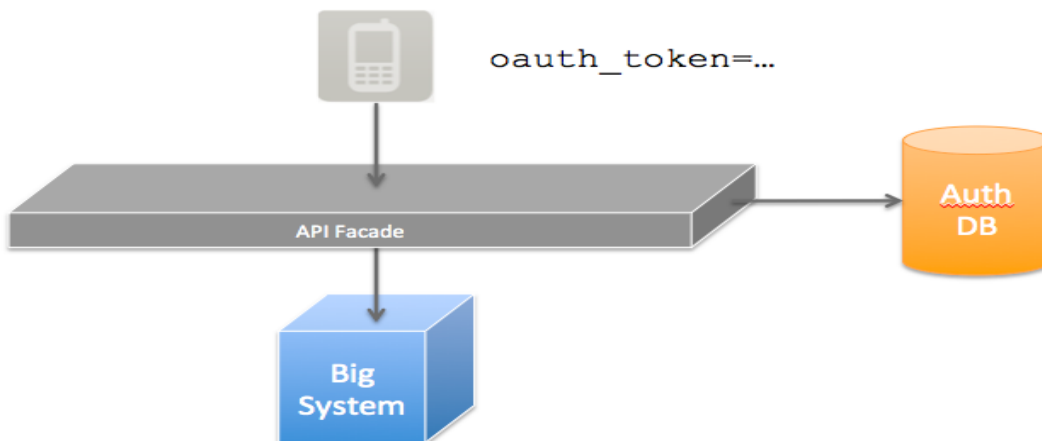 oauth_token=…
API Facade
Auth
DB
Big
System